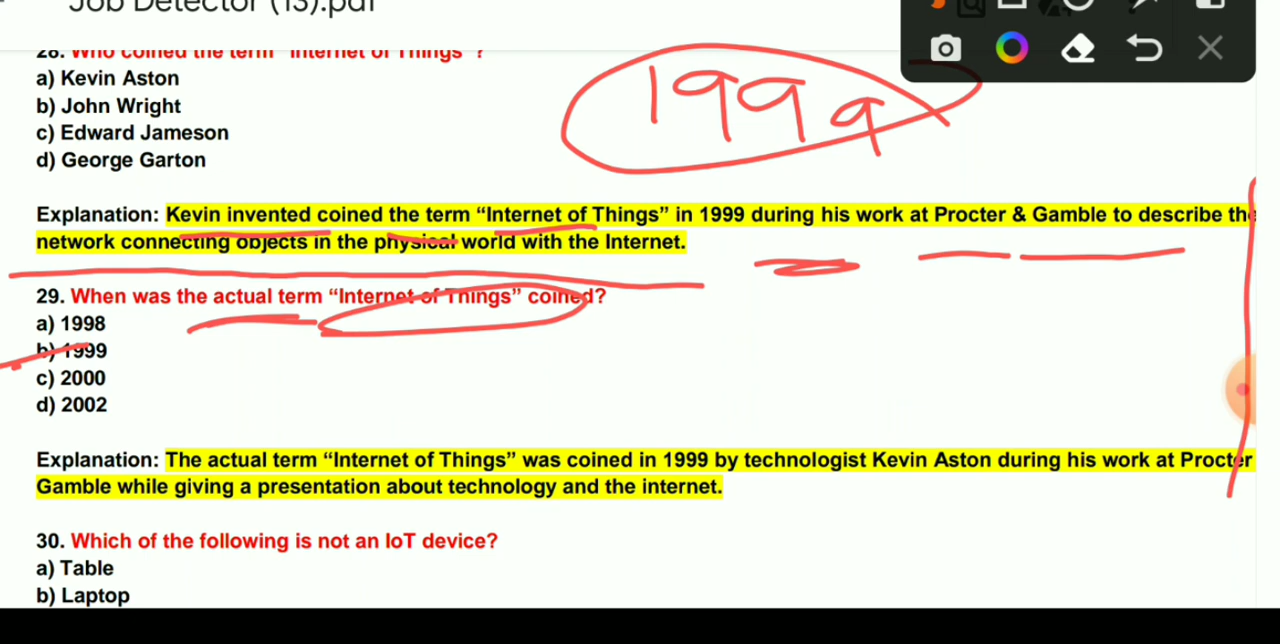 Job Detector (13).pdf
28. Who coined the term "Internet of Things"?
1999
a) Kevin Aston
b) John Wright
c) Edward Jameson
d) George Garton
Explanation: Kevin invented coined the term “Internet of Things” in 1999 during his work at Procter & Gamble to describe the
network connecting objects in the physical world with the Internet.
29. When was the actual term “Internet of Things” coined?
a) 1998
b) 1999
c) 2000
d) 2002
Explanation: The actual term “Internet of Things” was coined in 1999 by technologist Kevin Aston during his work at Procter
Gamble while giving a presentation about technology and the internet.
30. Which of the following is not an IoT device?
a) Table
b) Laptop